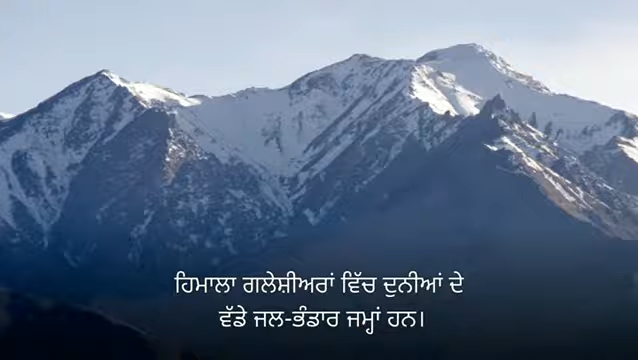 ਹਿਮਾਲਾ ਗਲੇਸ਼ੀਅਰਾਂ ਵਿੱਚ ਦੁਨੀਆਂ ਦੇ
ਵੱਡੇ ਜਲ-ਭੰਡਾਰ ਜਮ੍ਹਾਂ ਹਨ।